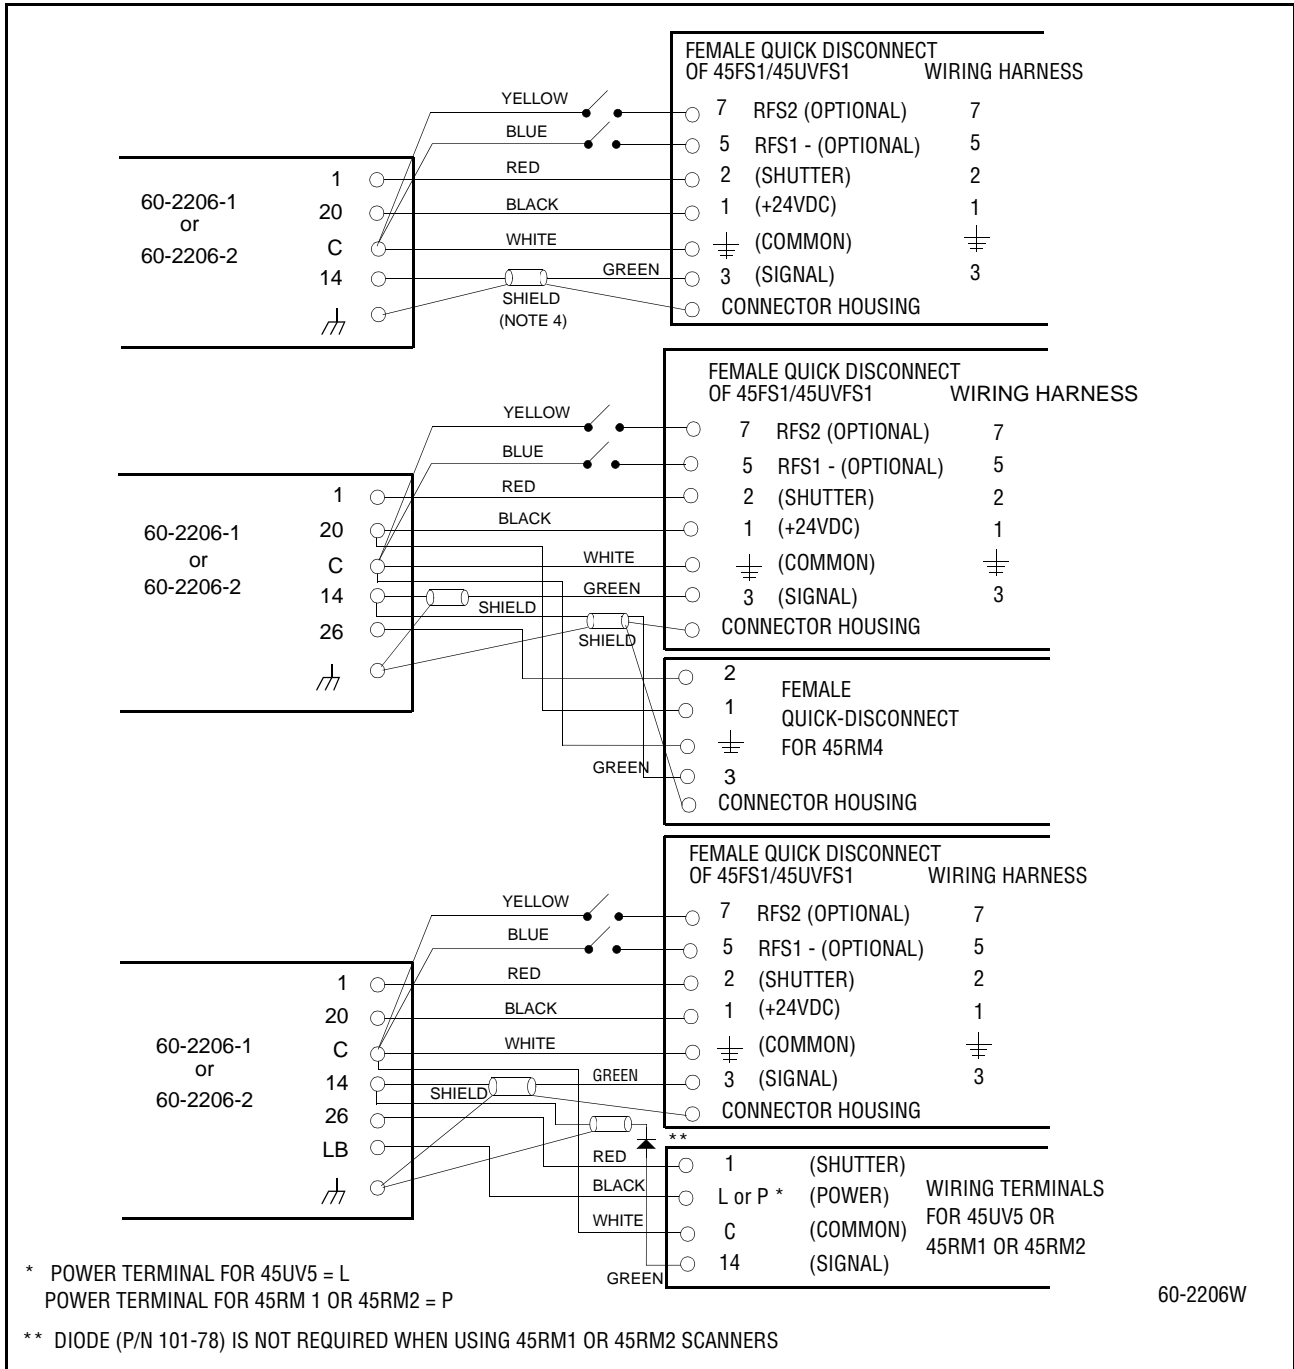 FEMALE QUICK DISCONNECT
OF 45FS1/45UVFS1 WIRING HARNESS
YELLOW 7 RFS2 (OPTIONAL) 7
BLUE 5 RFS1 - (OPTIONAL) 5
1 RED 2 (SHUTTER) 2
60-2206-1
or
60-2206-2
20 BLACK 1 (+24VDC) 1
C WHITE (COMMON)
14 GREEN 3 (SIGNAL) 3
SHIELD
(NOTE 4)
CONNECTOR HOUSING
FEMALE QUICK DISCONNECT
OF 45FS1/45UVFS1 WIRING HARNESS
YELLOW 7 RFS2 (OPTIONAL) 7
BLUE 5 RFS1 - (OPTIONAL) 5
1 RED 2 (SHUTTER) 2
60-2206-1
or
60-2206-2
20 BLACK 1 (+24VDC) 1
C WHITE (COMMON)
14 GREEN 3 (SIGNAL) 3
SHIELD
26 CONNECTOR HOUSING
SHIELD
2
1
GREEN 3
FEMALE
QUICK-DISCONNECT
FOR 45RM4
CONNECTOR HOUSING
FEMALE QUICK DISCONNECT
OF 45FS1/45UVFS1 WIRING HARNESS
YELLOW 7 RFS2 (OPTIONAL) 7
BLUE 5 RFS1 - (OPTIONAL) 5
1 RED 2 (SHUTTER) 2
20 BLACK 1 (+24VDC) 1
60-2206-1
or
60-2206-2
C WHITE (COMMON)
14 GREEN 3 (SIGNAL) 3
SHIELD
26 CONNECTOR HOUSING
LB
**
RED 1 (SHUTTER)
BLACK L or P * (POWER)
WHITE C (COMMON)
GREEN 14 (SIGNAL)
WIRING TERMINALS
FOR 45UV5 OR
45RM1 OR 45RM2
* POWER TERMINAL FOR 45UV5 = L
POWER TERMINAL FOR 45RM 1 OR 45RM2 = P
60-2206W
** DIODE (P/N 101-78) IS NOT REQUIRED WHEN USING 45RM1 OR 45RM2 SCANNERS